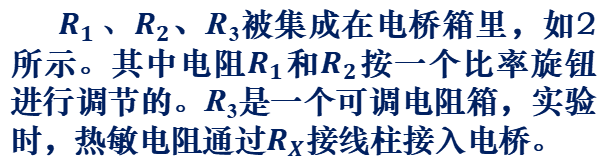 R₁、R₂、R₃被集成在电桥箱里，如2
所示。其中电阻R₁和R₂按一个比率旋钮
进行调节的。R₃是一个可调电阻箱，实验
时，热敏电阻通过Rₓ接线柱接入电桥。